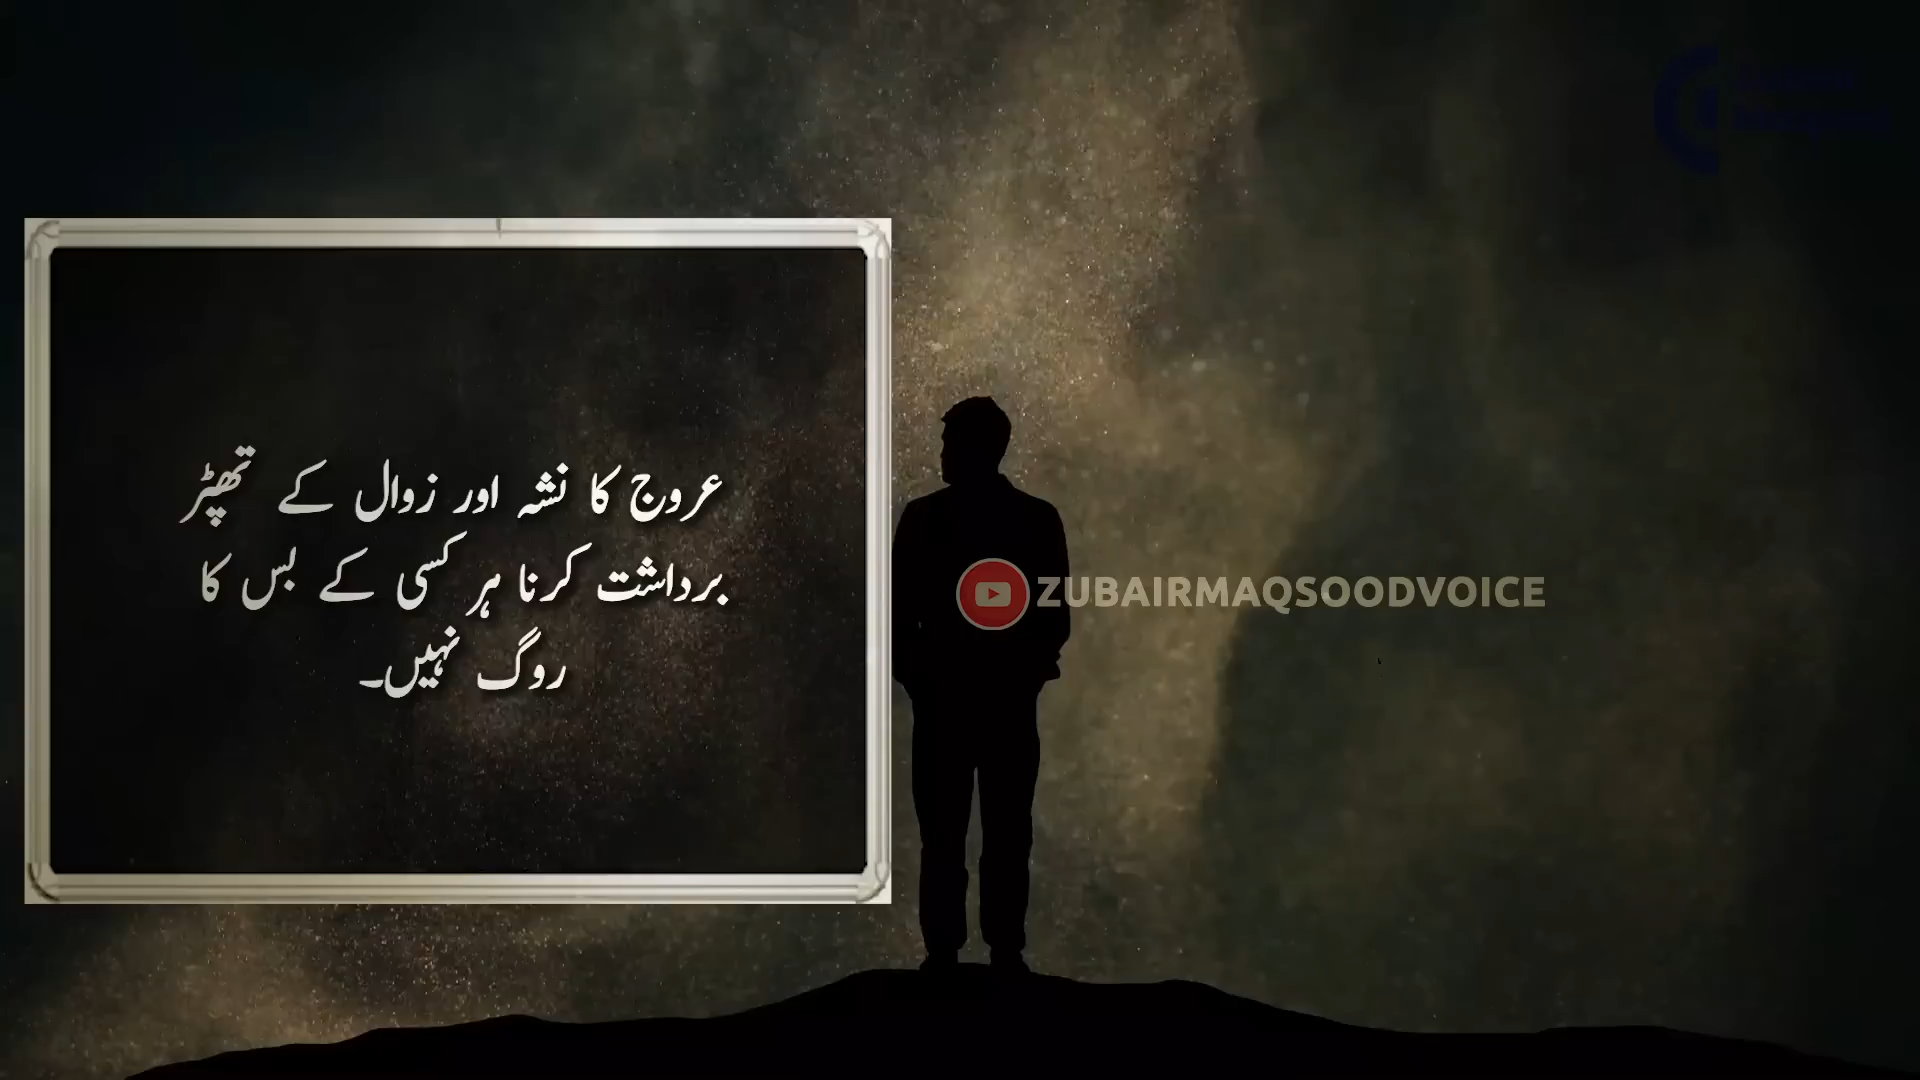 عروج کا نشہ اور زوال کے تھپڑ
برداشت کرنا ہر کسی کے بس کا
روگ نہیں۔
ZUBAIRMAQSOODVOICE